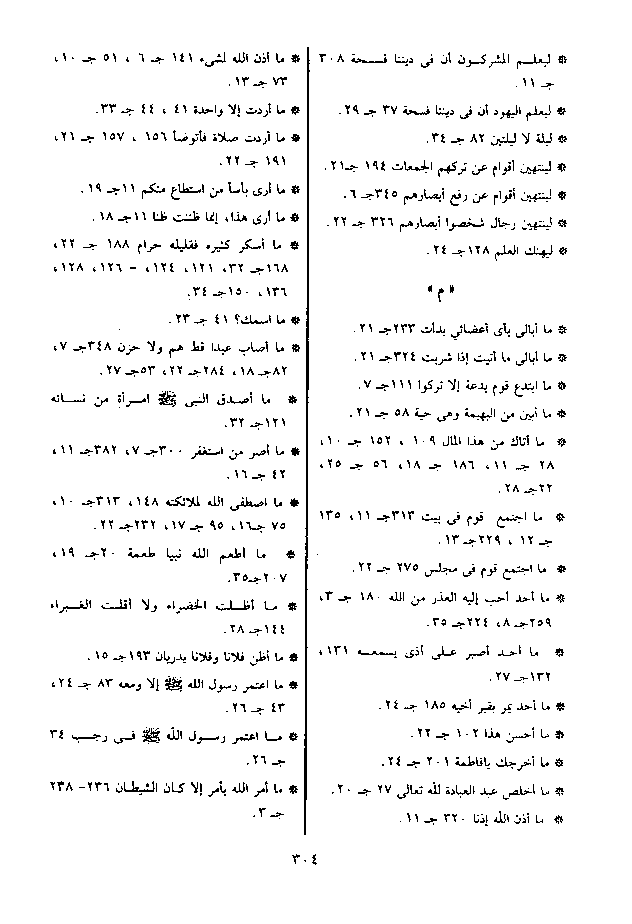 * ليعلـم المشركـون أن فى ديننا فسحة ٣٠٨
جـ ١١.
* ليعلم اليهود أن فى ديننا فسحة ٣٧ جـ ٢٩.
* ليلة لا ليلتين ٨٢ جـ ٣٤.
* لينتهين أقوام عن تركهم الجمعات ١٩٤ جـ٢١.
* لينتهين أقوام عن رفع أبصارهم ٣٤٥جـ ٦.
* لينتهين رجال شخصوا أبصارهم ٣٢٦ جـ ٢٢.
* ليهنك العلم ١٢٨جـ ٢٤.
«م»
* ما أبالى بأى أعضائي بدأت ٢٣٣جـ ٢١.
* ما أبالى ما أتيت إذا شربت ٣٢٤جـ ٢١.
* ما ابتدع قوم بدعة إلا تركوا ١١١جـ ٧.
* ما أبين من البهيمة وهى حية ٥٨ جـ ٢١.
* ما أتاك من هذا المال ١٠٩ ، ١٥٢ جـ ١٠،
٢٨ جـ ١١، ١٨٦ جـ ١٨، ٥٦ جـ ٢٥،
٢٢جـ ٢٨.
* ما اجتمع قوم فى بيت ٣١٣جـ ١١، ١٣٥
جـ ١٢ ، ٢٢٩جـ ١٣.
* ما اجتمع قوم فى مجلس ٢٧٥ جـ ٢٢.
* ما أحد أحب إليه العذر من الله ١٨٠ جـ ٣،
٢٥٩جـ ٨، ٢٢٤جـ ٣٥.
* ما أحد أصبر على أذى يسمعه ١٣١،
١٣٢جـ ٢٧.
* ما أحد يمر بقبر أخيه ١٨٥ جـ ٢٤.
* ما أحسن هذا ١٠٢ جـ ٢٢.
* ما أخرجك يافاطمة ٢٠١ جـ ٢٤.
* ما أخلص عبد العبادة لله تعالى ٢٧ جـ ٢٠.
* ما أذن الله إذنا ٣٢٠ جـ ١١.
* ما أذن الله لشىء ١٤١ جـ ٦ ، ٥١ جـ ١٠،
٧٣ جـ ١٣.
* ما أردت إلا واحدة ٤١ ، ٤٤ جـ ٣٣.
* ما أردت صلاة فأتوضأ ١٥٦ ، ١٥٧ جـ ٢١،
١٩١ جـ ٢٢.
* ما أرى بأساً من استطاع منكم ١١جـ ١٩.
* ما أرى هذا، إنما ظننت ظنا ١١جـ ١٨.
* ما أسكر كثيره فقليله حرام ١٨٨ جـ ٢٢،
١٦٨جـ ٣٢، ١٢١، ١٢٤، – ١٢٦، ١٢٨،
١٣٦، ١٥٠جـ ٣٤.
* ما اسمك؟ ٤١ جـ ٢٣.
* ما أصاب عبدا قط هم ولا حزن ٣٤٨جـ ٧،
٨٢جـ ١٨، ٢٨٤جـ ٢٢، ٥٣جـ ٢٧.
* ما أصدق النبى ﷺ امرأة من نسائه
١٢١جـ ٣٢.
* ما أصر من استغفر ٣٠٠جـ ٧، ٣٨٢جـ ١١،
٤٢ جـ ١٦.
* ما اصطفى الله لملائكته ١٤٨، ٣١٣جـ ١٠،
٧٥ جـ١٦، ٩٥ جـ ١٧، ٢٣٢جـ ٢٢.
* ما أطعم الله نبيا طعمة ٢٠جـ ١٩،
٢٠٧جـ٣٥.
* ما أظلت الخضراء ولا أقلت الغبراء
١٤٤جـ ٢٨.
* ما أظن فلانا وفلانا يدريان ١٩٣جـ ١٥.
* ما اعتمر رسول الله ﷺ إلا ومعه ٨٣ جـ ٢٤،
٤٣ جـ ٢٦.
* ما اعتمر رسول الله ﷺ فى رجب ٣٤
جـ ٢٦.
* ما أمر الله بأمر إلا كان الشيطان ٢٣٦- ٢٣٨
جـ ٣.
٣٠٤